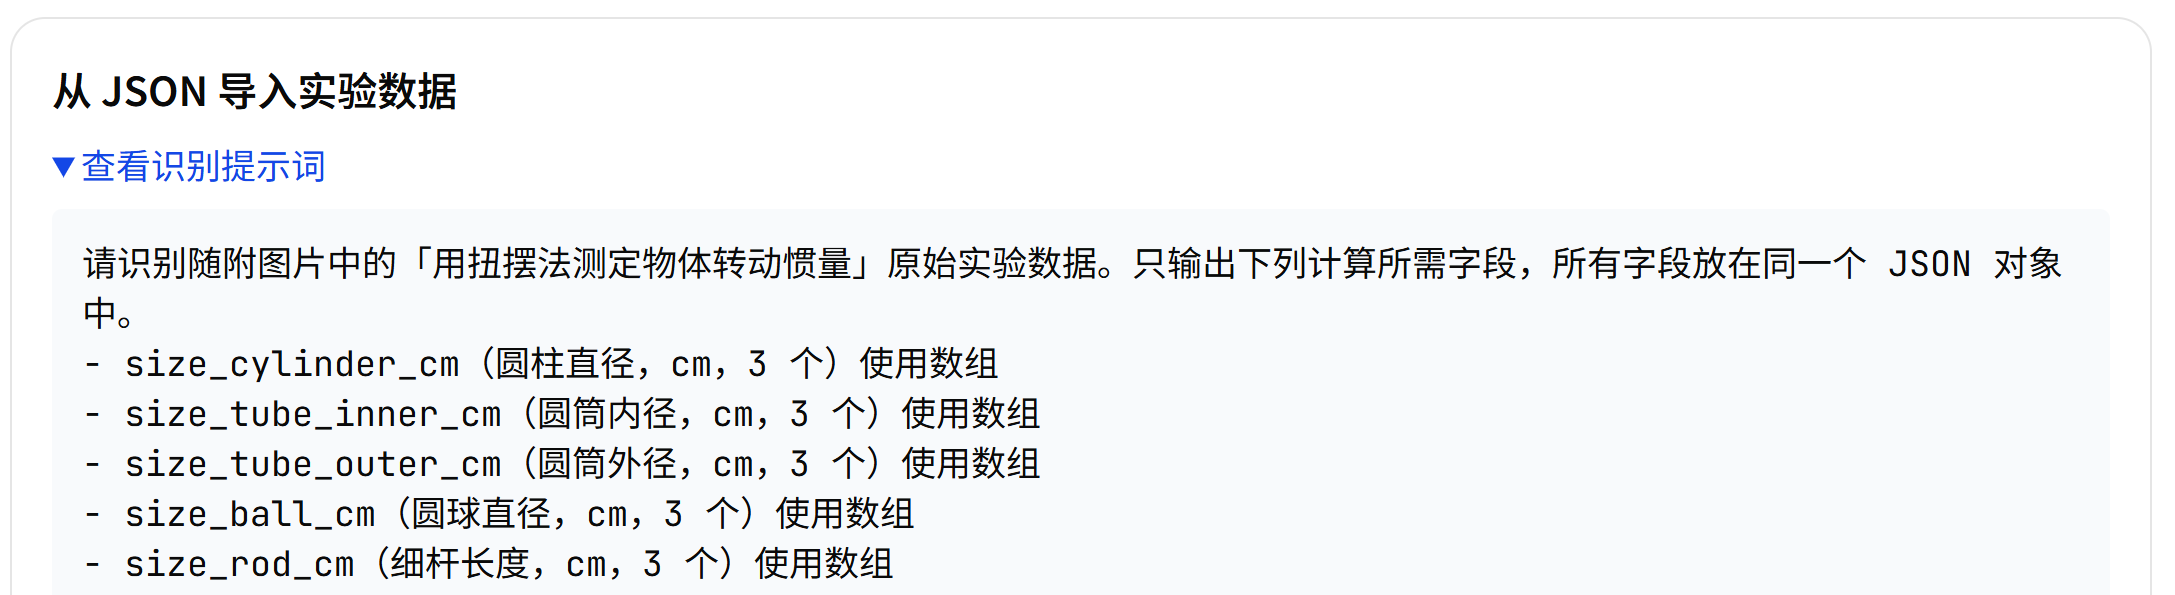 从 JSON 导入实验数据
▼查看识别提示词
请识别随附图片中的「用扭摆法测定物体转动惯量」原始实验数据。只输出下列计算所需字段，所有字段放在同一个 JSON 对象
中。
- size_cylinder_cm（圆柱直径，cm，3 个）使用数组
- size_tube_inner_cm（圆筒内径，cm，3 个）使用数组
- size_tube_outer_cm（圆筒外径，cm，3 个）使用数组
- size_ball_cm（圆球直径，cm，3 个）使用数组
- size_rod_cm（细杆长度，cm，3 个）使用数组